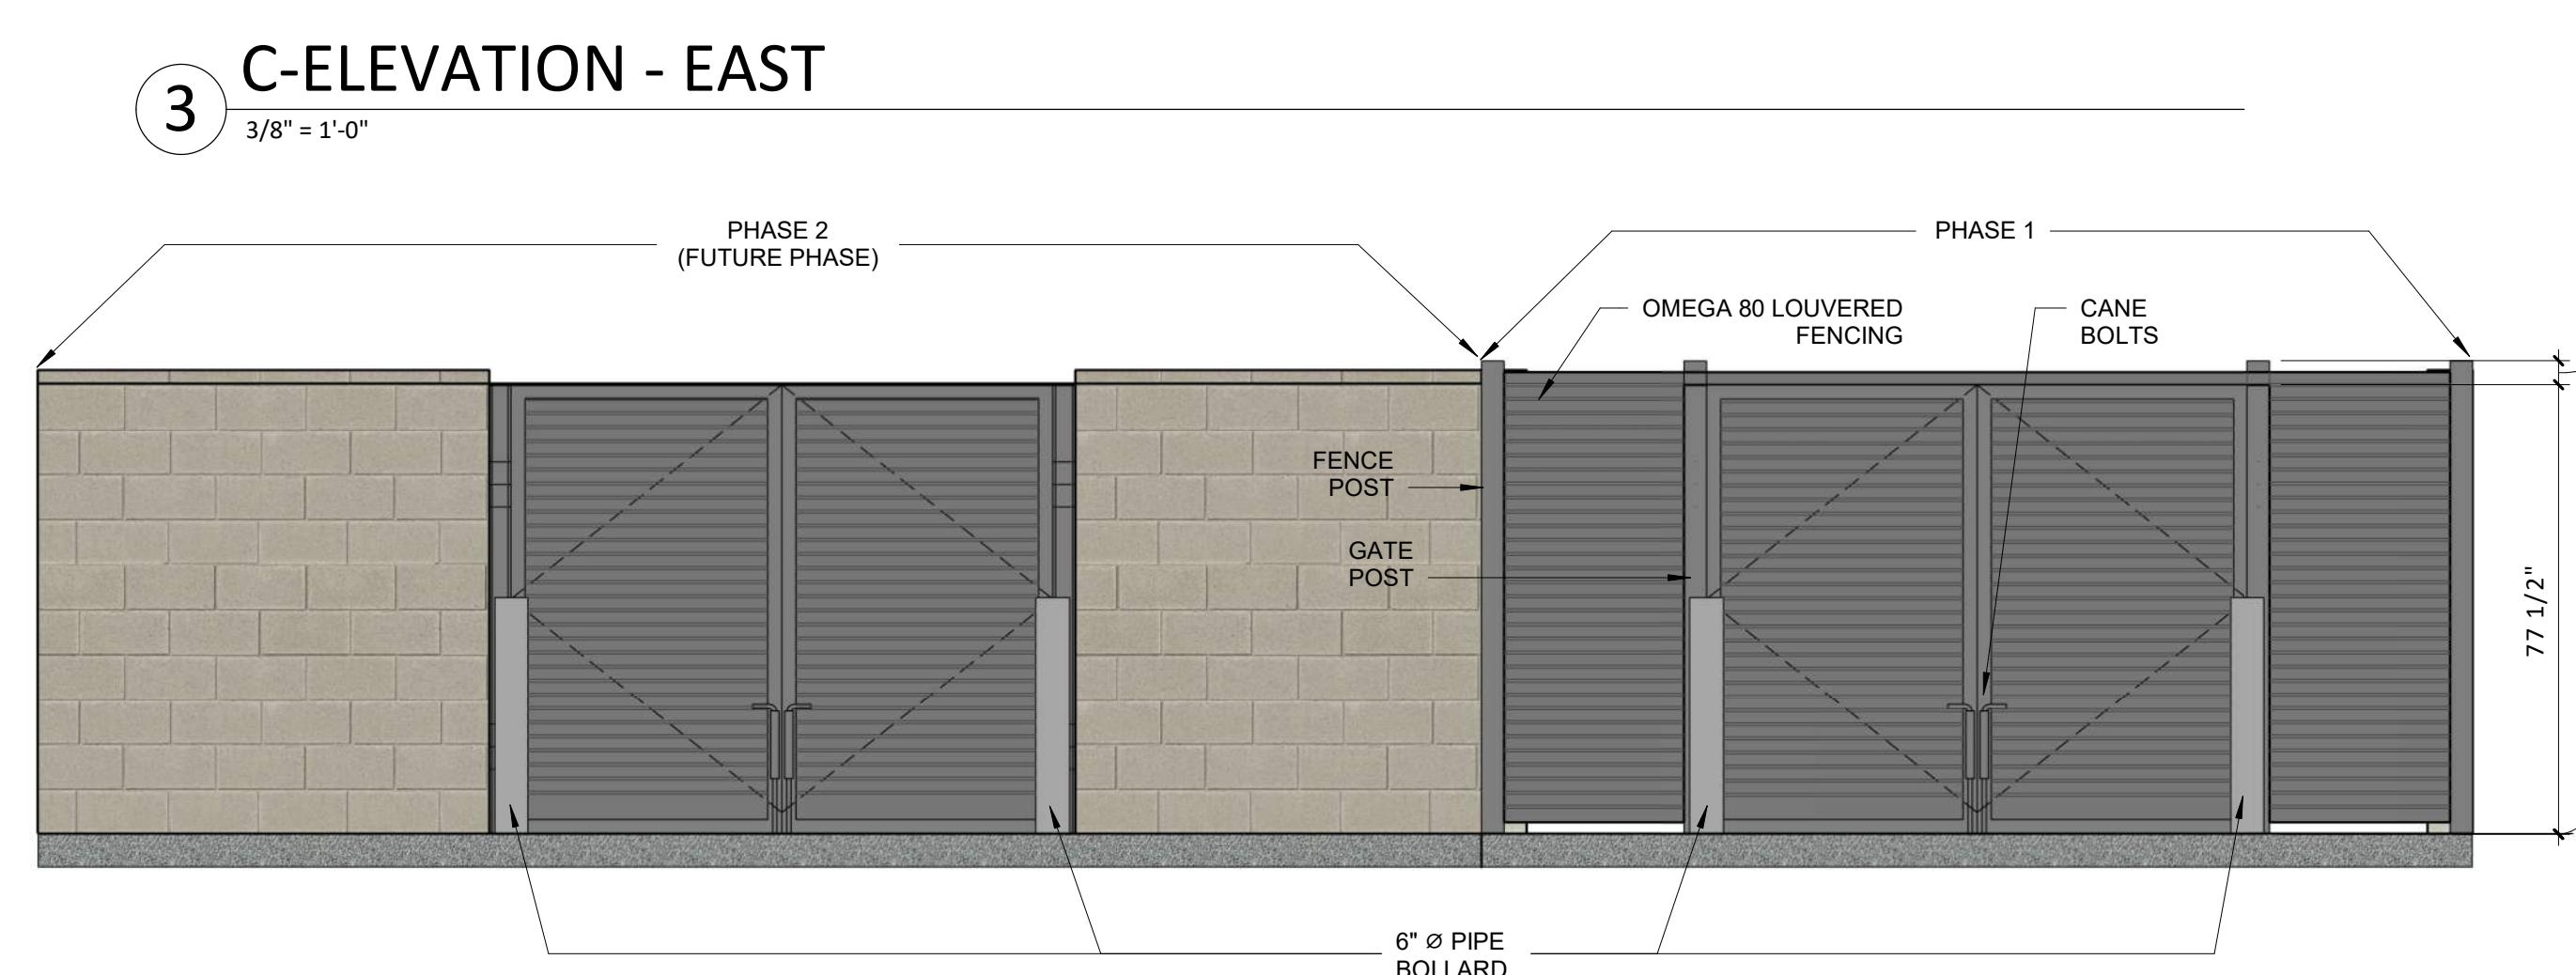 C-ELEVATION - EAST
3
3/8" = 1'-0"
PHASE 2
(FUTURE PHASE)
PHASE 1
OMEGA 80 LOUVERED
FENCING
CANE
BOLTS
FENCE
POST
GATE
POST
77 1/2"
6" ⌀ PIPE
BOLLARD